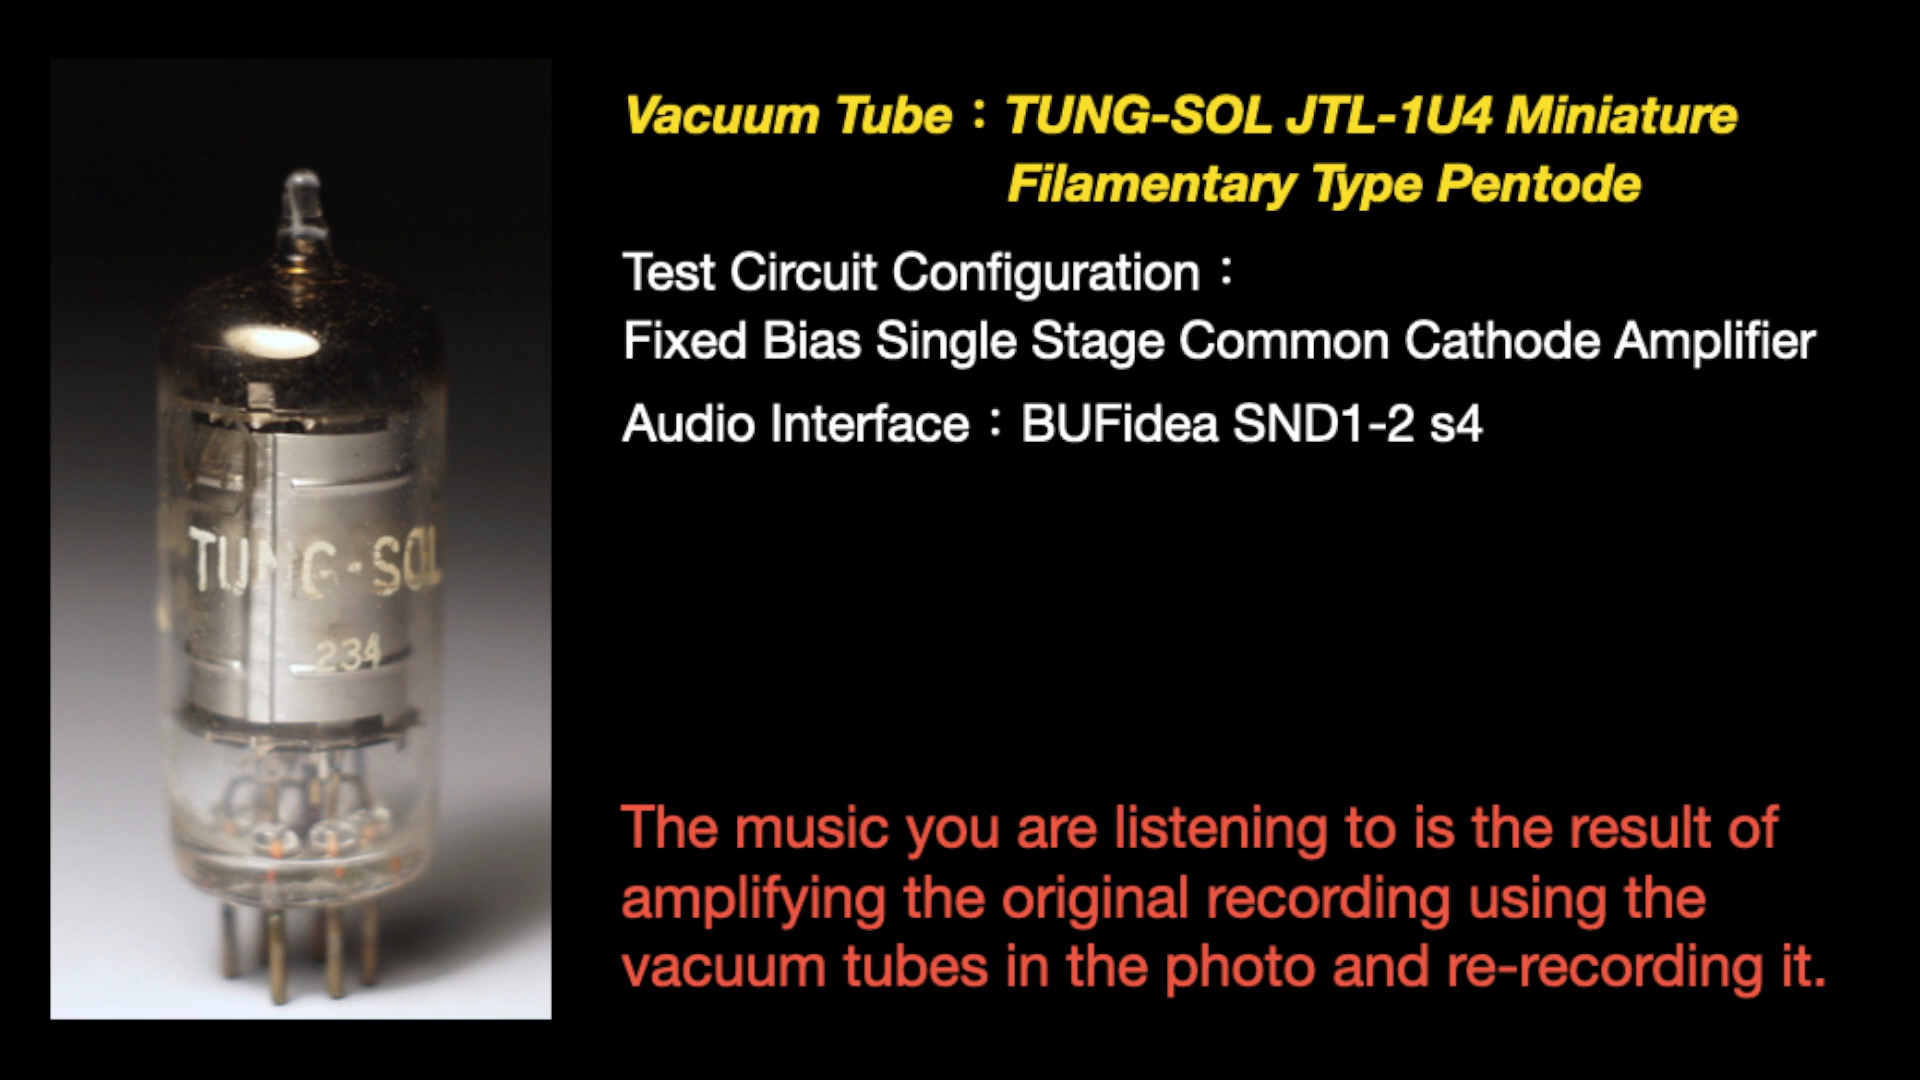 Vacuum Tube：TUNG-SOL JTL-1U4 Miniature
Filamentary Type Pentode
Test Circuit Configuration：
Fixed Bias Single Stage Common Cathode Amplifier
Audio Interface：BUFidea SND1-2 s4
TUNG-SOL
234
The music you are listening to is the result of
amplifying the original recording using the
vacuum tubes in the photo and re-recording it.